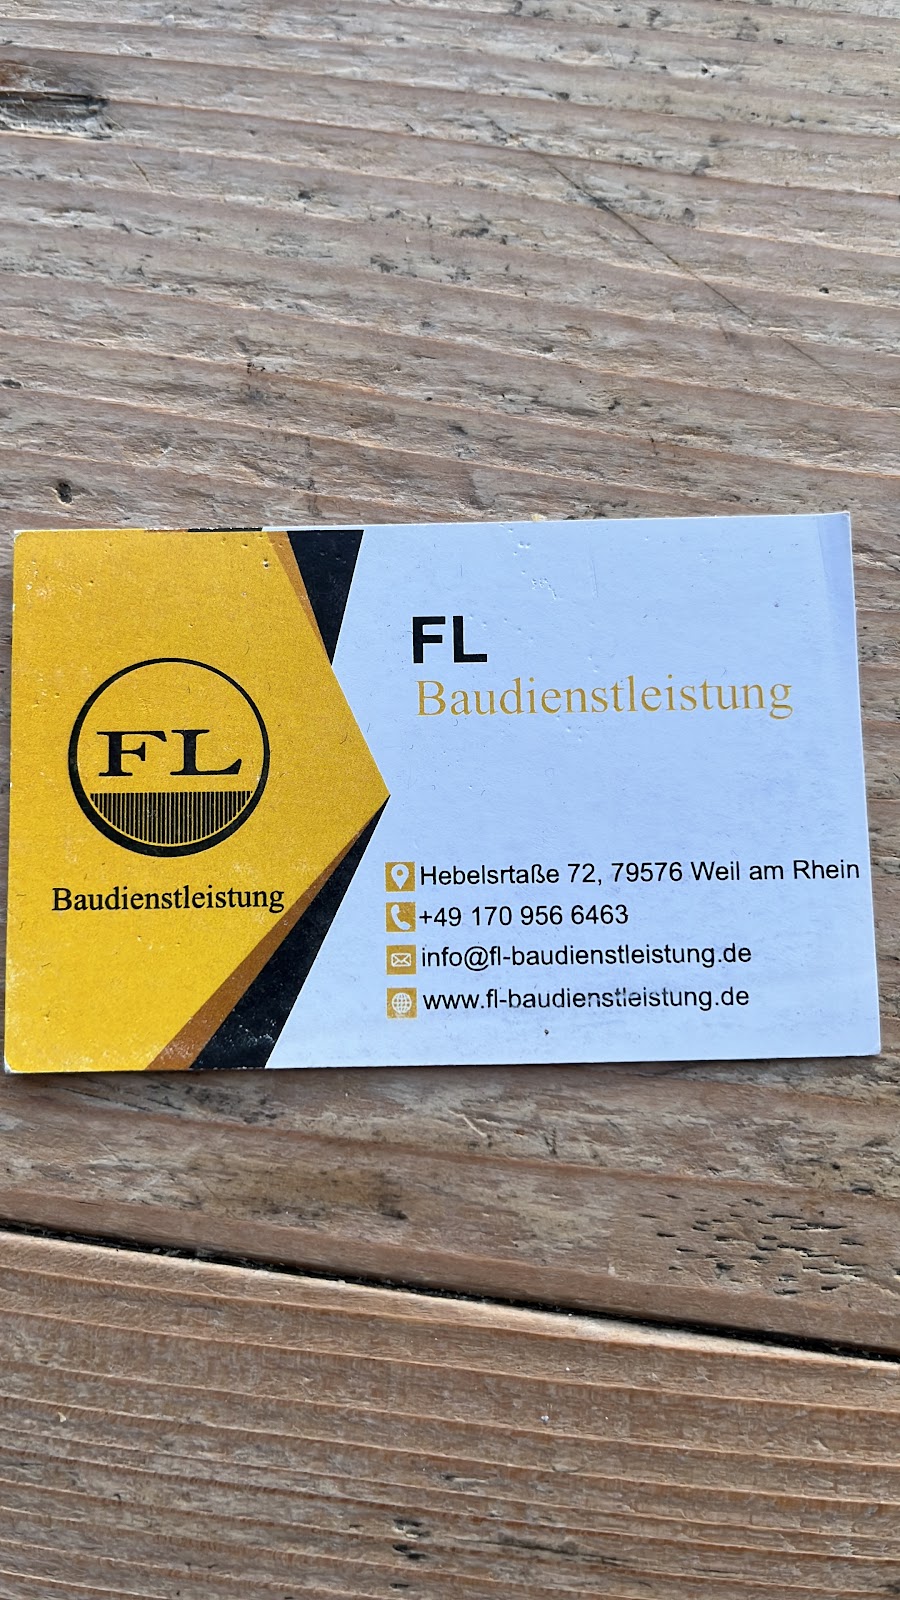 FL
Baudienstleistung
FL
Baudienstleistung
Hebelsrtaße 72, 79576 Weil am Rhein
+49 170 956 6463
info@fl-baudienstleistung.de
www.fl-baudienstleistung.de